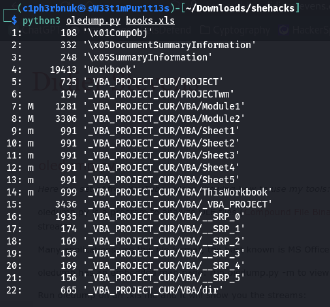 (c1ph3rbnuk㉿sW33t1mPur1t13s)-[~/Downloads/shehacks]
$ python3 oledump.py books.xls
1: 108 '\x01CompObj'
2: 332 '\x05DocumentSummaryInformation'
3: 248 '\x05SummaryInformation'
4: 19413 'Workbook'
5: 725 '_VBA_PROJECT_CUR/PROJECT'
6: 194 '_VBA_PROJECT_CUR/PROJECTwm'
7: M 1281 '_VBA_PROJECT_CUR/VBA/Module1'
8: M 3306 '_VBA_PROJECT_CUR/VBA/Module2'
9: m 991 '_VBA_PROJECT_CUR/VBA/Sheet1'
10: m 991 '_VBA_PROJECT_CUR/VBA/Sheet2'
11: m 991 '_VBA_PROJECT_CUR/VBA/Sheet3'
12: m 991 '_VBA_PROJECT_CUR/VBA/Sheet4'
13: m 991 '_VBA_PROJECT_CUR/VBA/Sheet5'
14: m 999 '_VBA_PROJECT_CUR/VBA/ThisWorkbook'
15: 3436 '_VBA_PROJECT_CUR/VBA/_VBA_PROJECT'
16: 1935 '_VBA_PROJECT_CUR/VBA/__SRP_0'
17: 174 '_VBA_PROJECT_CUR/VBA/__SRP_1'
18: 169 '_VBA_PROJECT_CUR/VBA/__SRP_2'
19: 156 '_VBA_PROJECT_CUR/VBA/__SRP_3'
20: 169 '_VBA_PROJECT_CUR/VBA/__SRP_4'
21: 156 '_VBA_PROJECT_CUR/VBA/__SRP_5'
22: 665 '_VBA_PROJECT_CUR/VBA/dir'